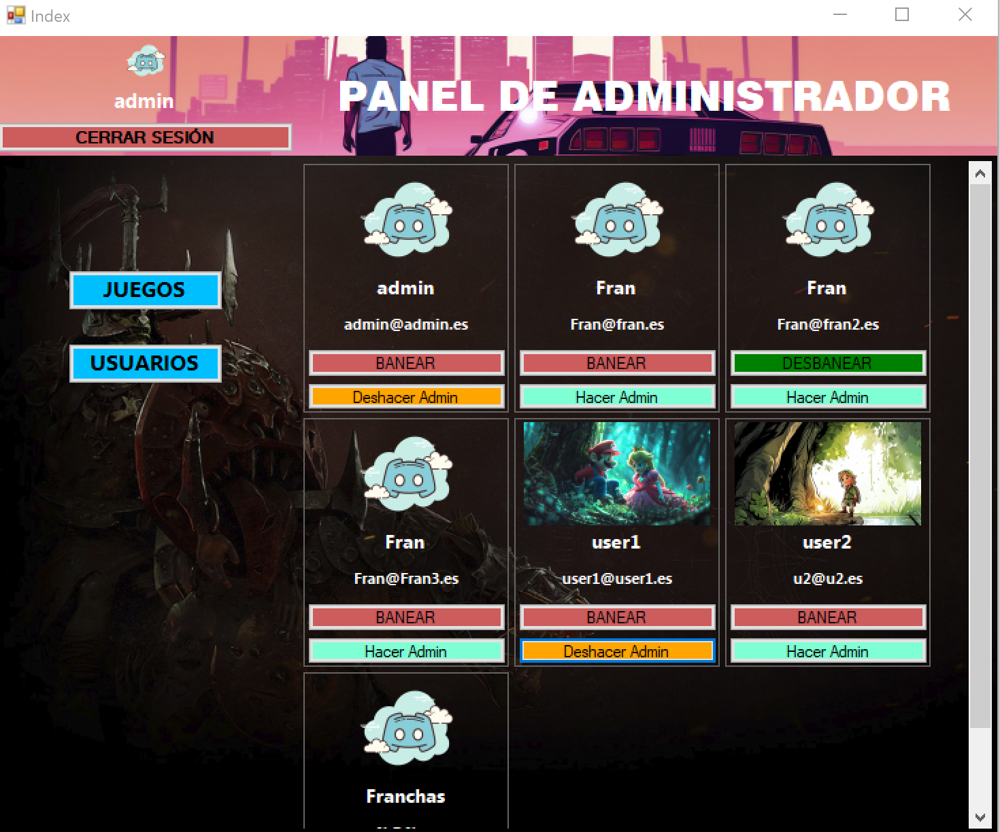 Index
admin
PANEL DE ADMINISTRADOR
CERRAR SESIÓN
JUEGOS
USUARIOS
admin
admin@admin.es
BANEAR
Deshacer Admin
Fran
Fran@fran.es
BANEAR
Hacer Admin
Fran
Fran@fran2.es
DESBANEAR
Hacer Admin
Fran
Fran@Fran3.es
BANEAR
Hacer Admin
user1
user1@user1.es
BANEAR
Deshacer Admin
user2
u2@u2.es
BANEAR
Hacer Admin
Franchas